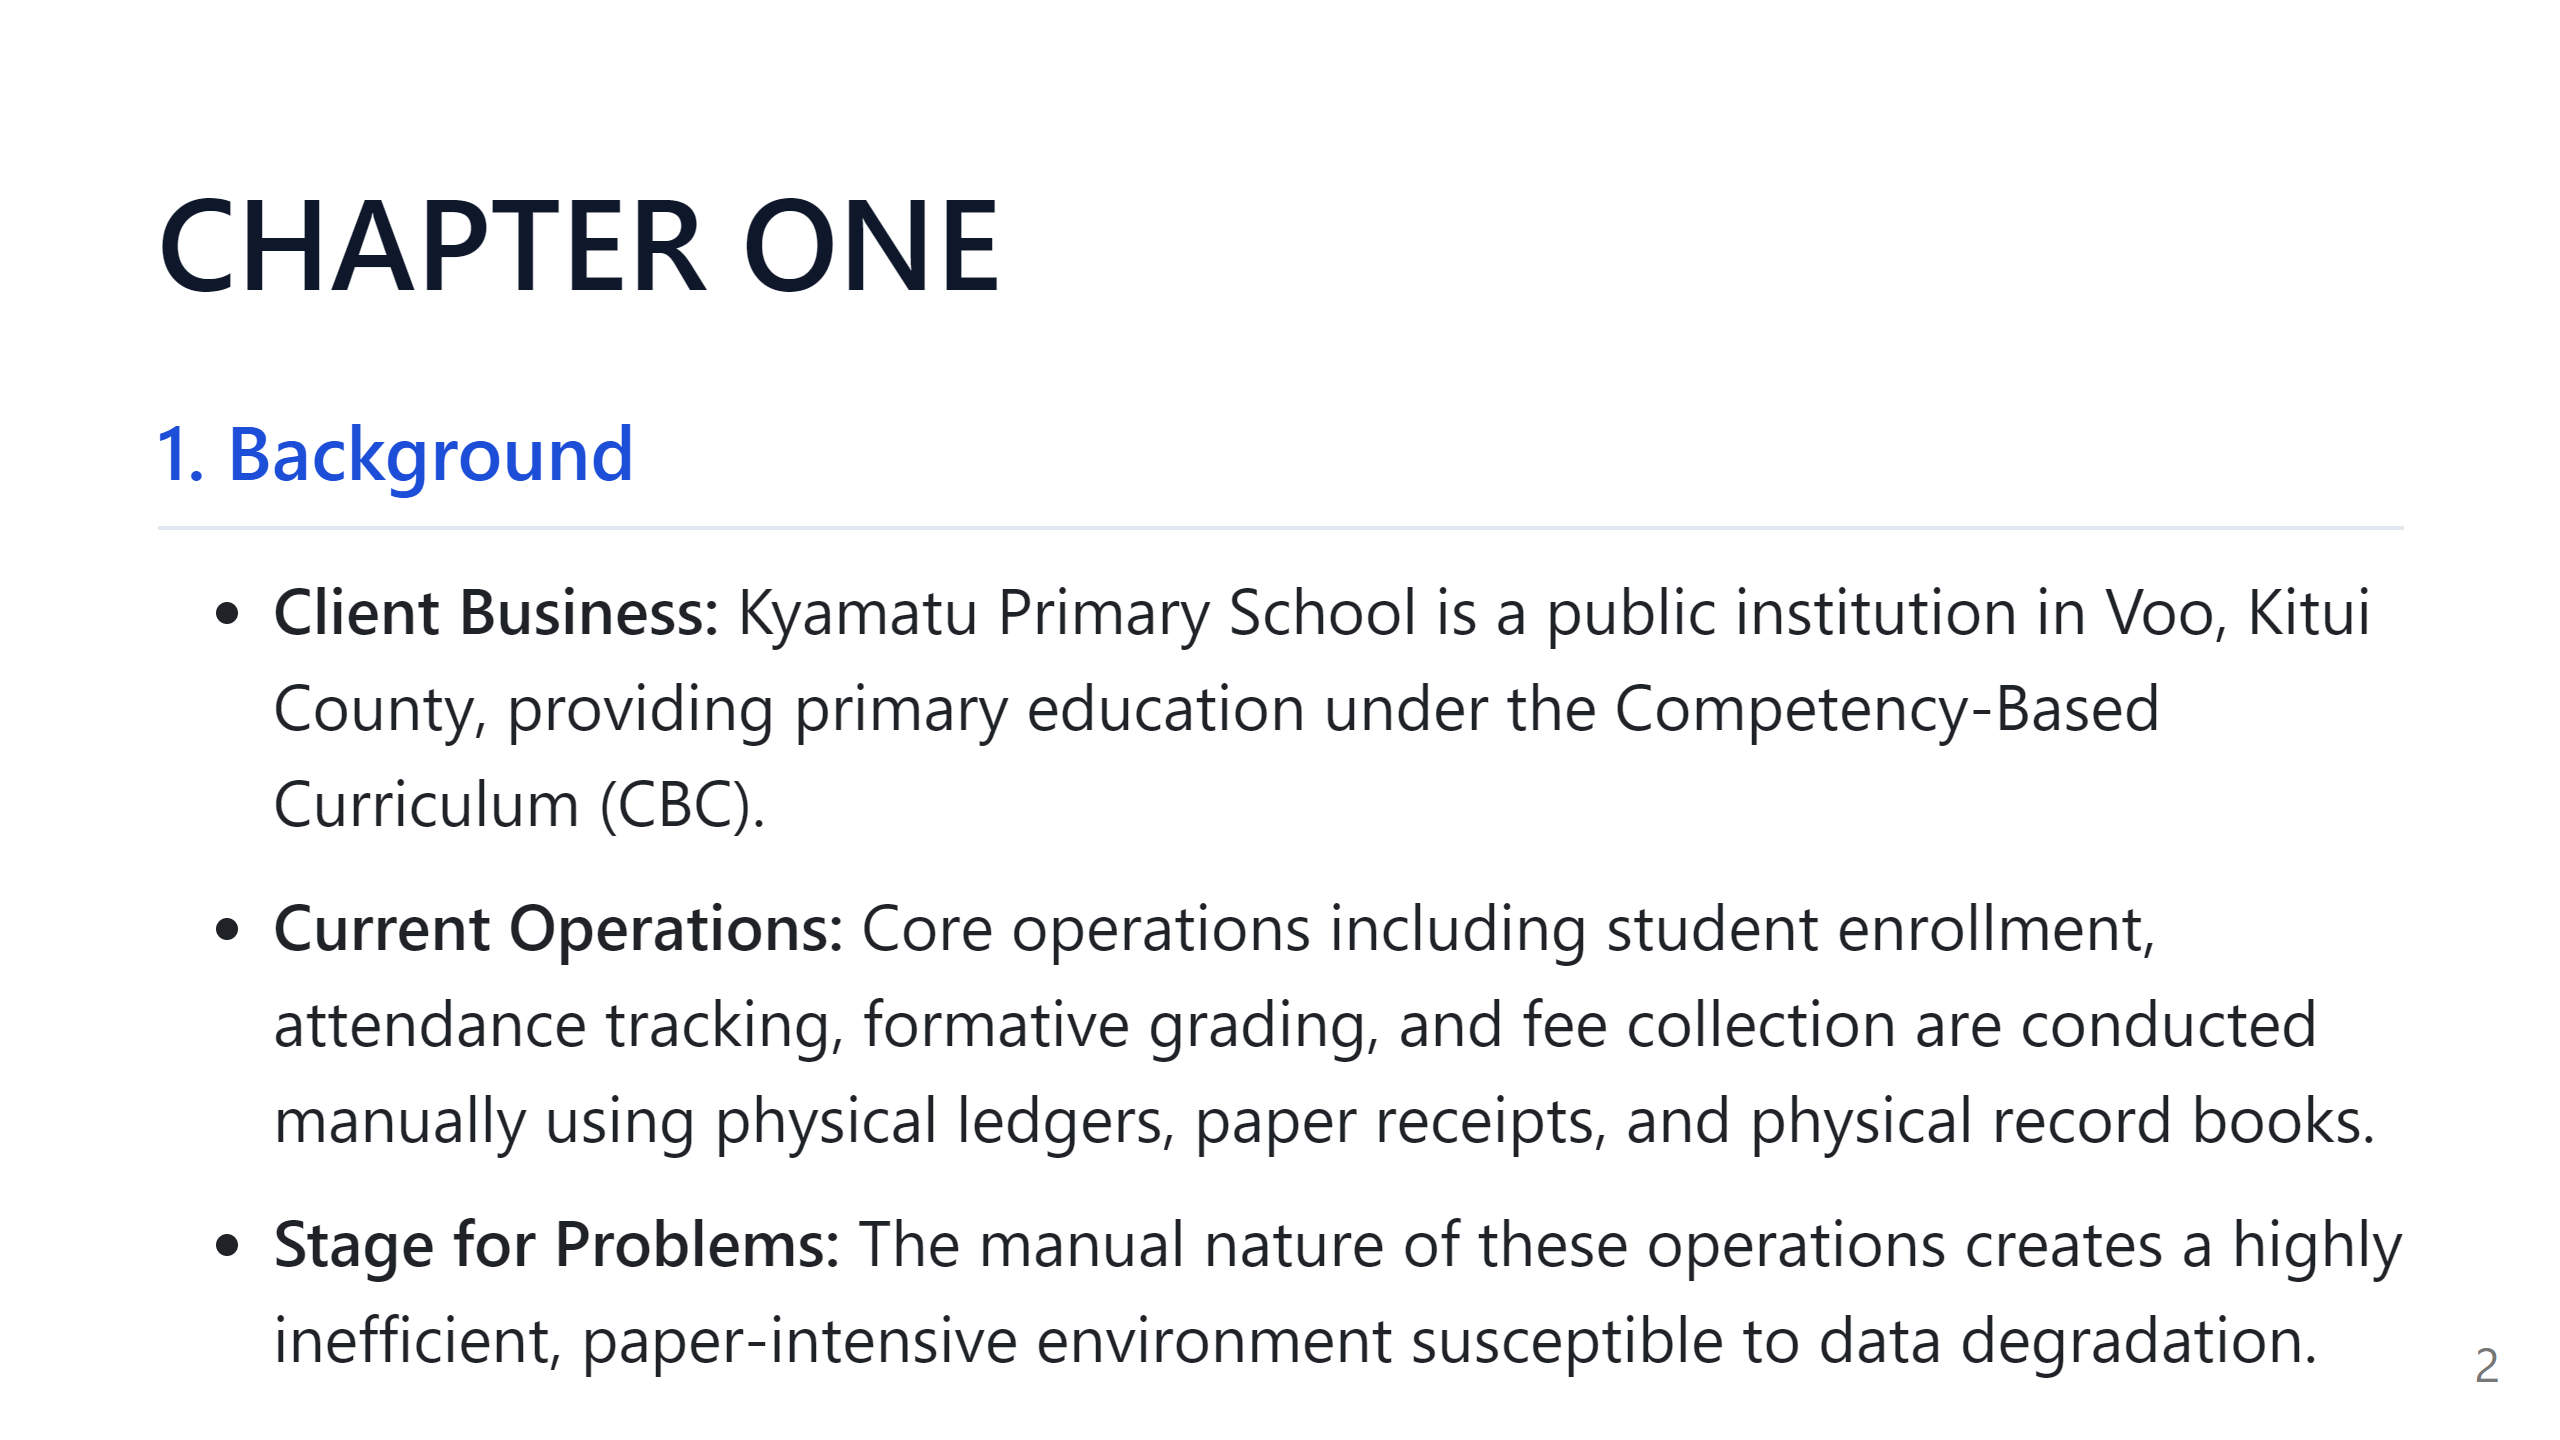 CHAPTER ONE
1. Background
• Client Business: Kyamatu Primary School is a public institution in Voo, Kitui
County, providing primary education under the Competency-Based
Curriculum (CBC).
• Current Operations: Core operations including student enrollment,
attendance tracking, formative grading, and fee collection are conducted
manually using physical ledgers, paper receipts, and physical record books.
• Stage for Problems: The manual nature of these operations creates a highly
inefficient, paper-intensive environment susceptible to data degradation.
2